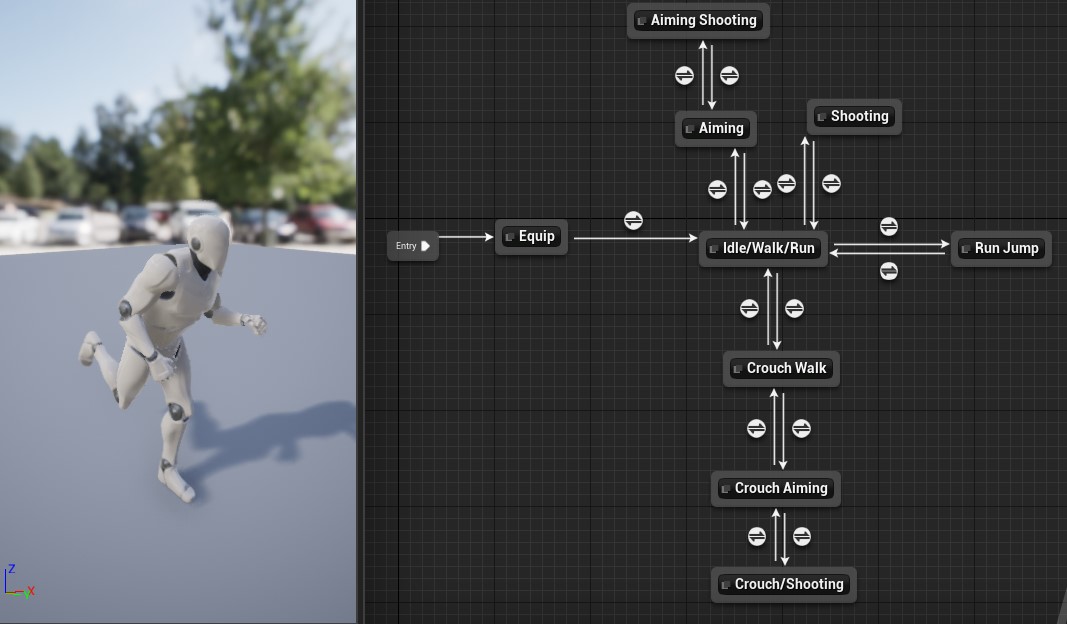 Aiming Shooting
Aiming
Shooting
Entry
Equip
Idle/Walk/Run
Run Jump
Crouch Walk
Crouch Aiming
Crouch/Shooting
Z
X
Y